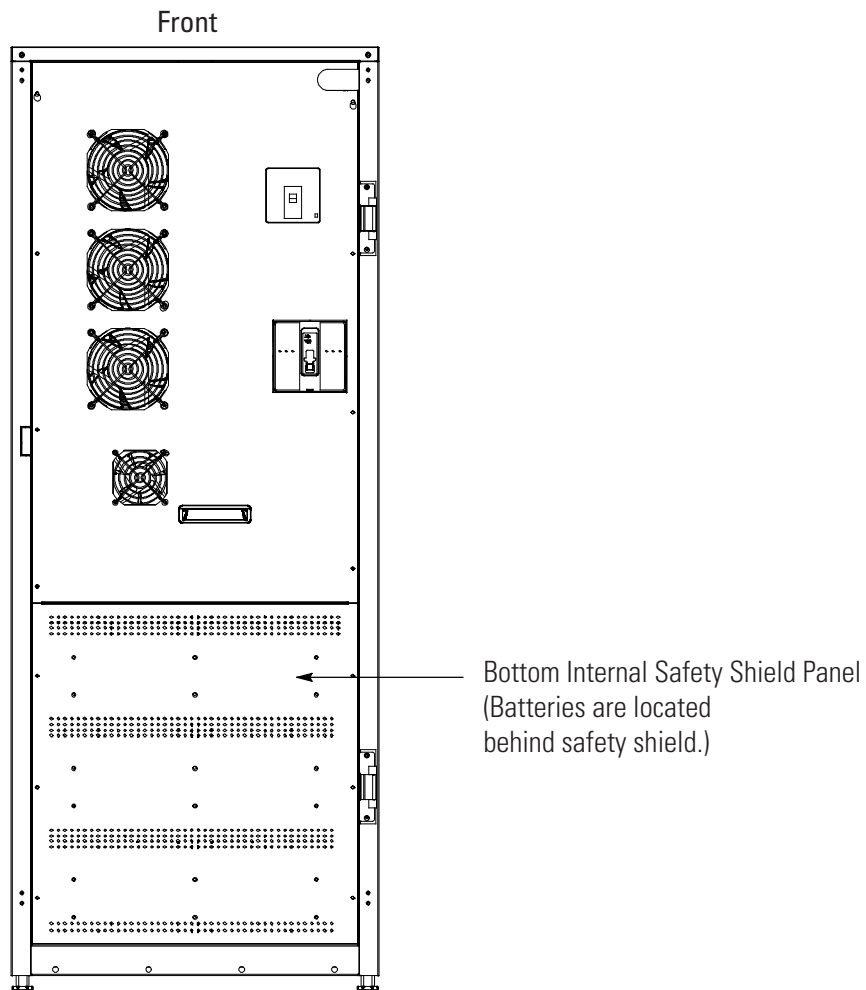 Front
Bottom Internal Safety Shield Panel
(Batteries are located
behind safety shield.)